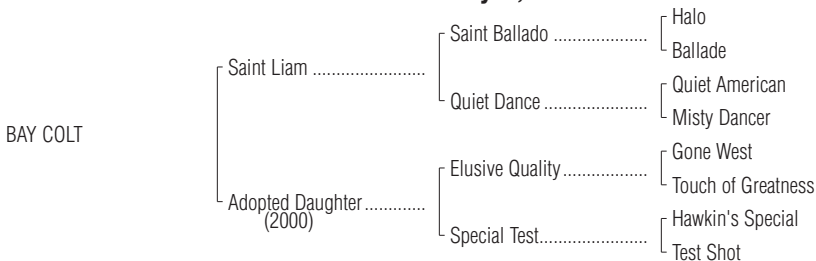 Halo
Saint Ballado ....................
Ballade
Saint Liam ........................
Quiet American
Quiet Dance ......................
Misty Dancer
BAY COLT
Gone West
Elusive Quality ..................
Touch of Greatness
Adopted Daughter .............
(2000)
Hawkin's Special
Special Test.......................
Test Shot